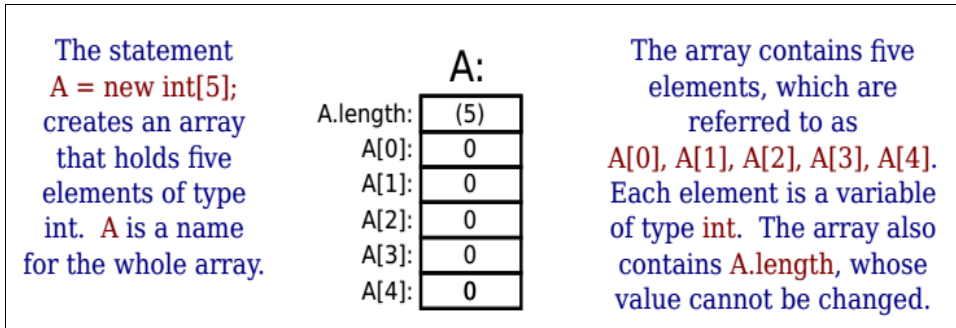 The statement
A = new int[5];
creates an array
that holds five
elements of type
int. A is a name
for the whole array.
A:
A.length: (5)
A[0]: 0
A[1]: 0
A[2]: 0
A[3]: 0
A[4]: 0
The array contains five
elements, which are
referred to as
A[0], A[1], A[2], A[3], A[4].
Each element is a variable
of type int. The array also
contains A.length, whose
value cannot be changed.